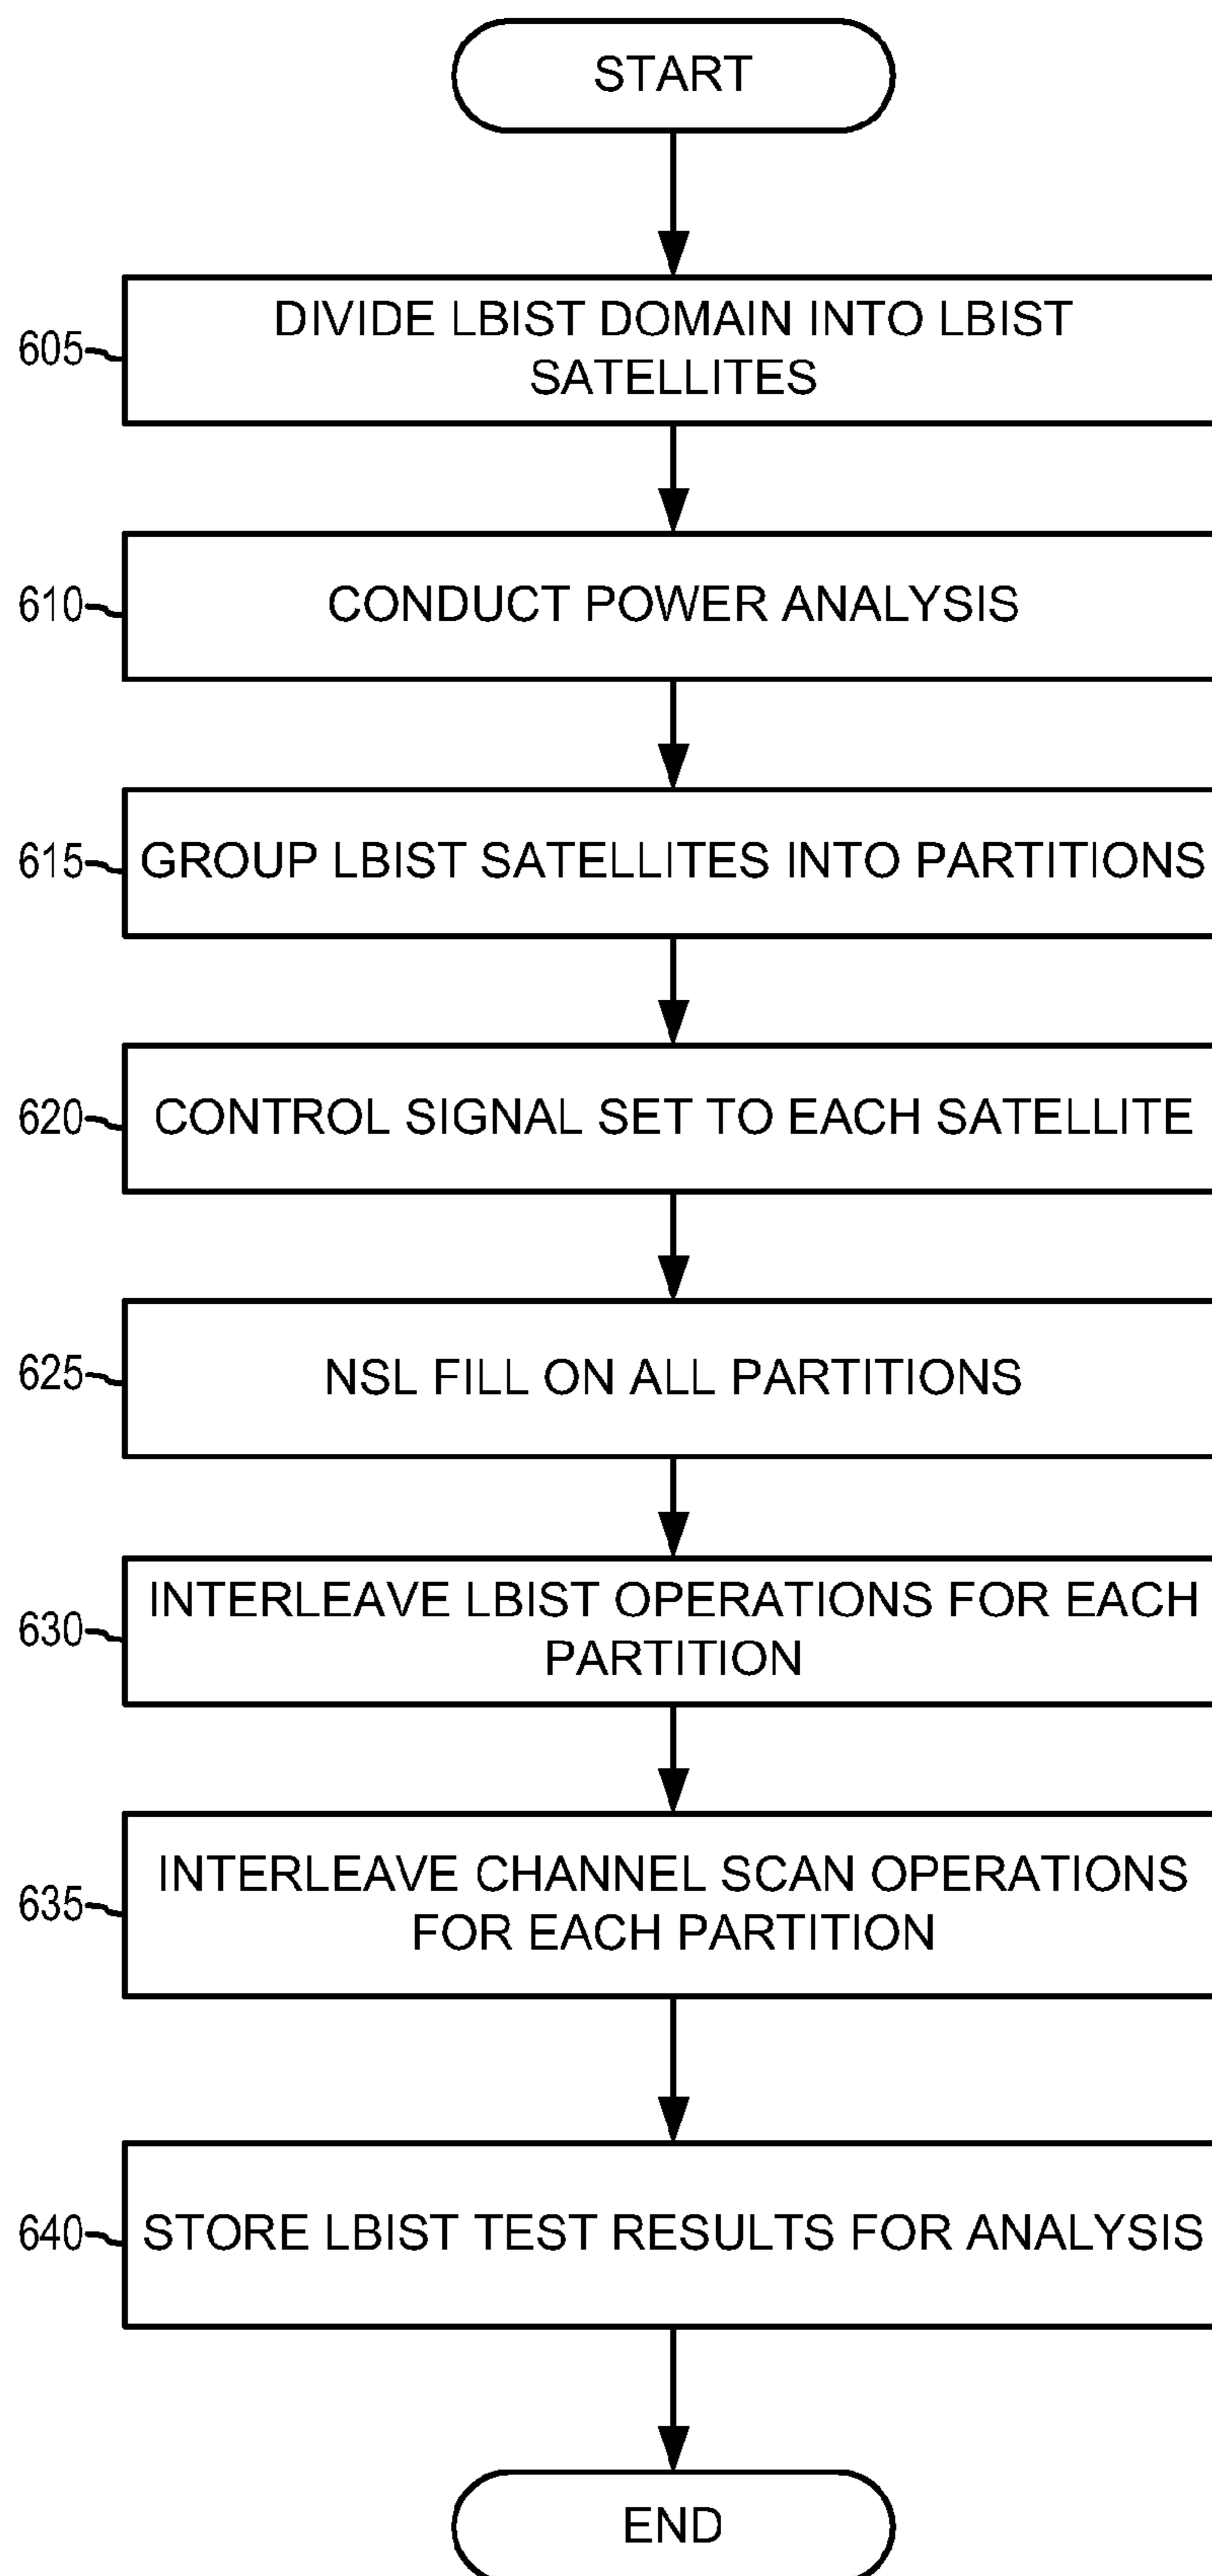 START
605
DIVIDE LBIST DOMAIN INTO LBIST
SATELLITES
610
CONDUCT POWER ANALYSIS
615
GROUP LBIST SATELLITES INTO PARTITIONS
620
CONTROL SIGNAL SET TO EACH SATELLITE
625
NSL FILL ON ALL PARTITIONS
630
INTERLEAVE LBIST OPERATIONS FOR EACH
PARTITION
635
INTERLEAVE CHANNEL SCAN OPERATIONS
FOR EACH PARTITION
640
STORE LBIST TEST RESULTS FOR ANALYSIS
END